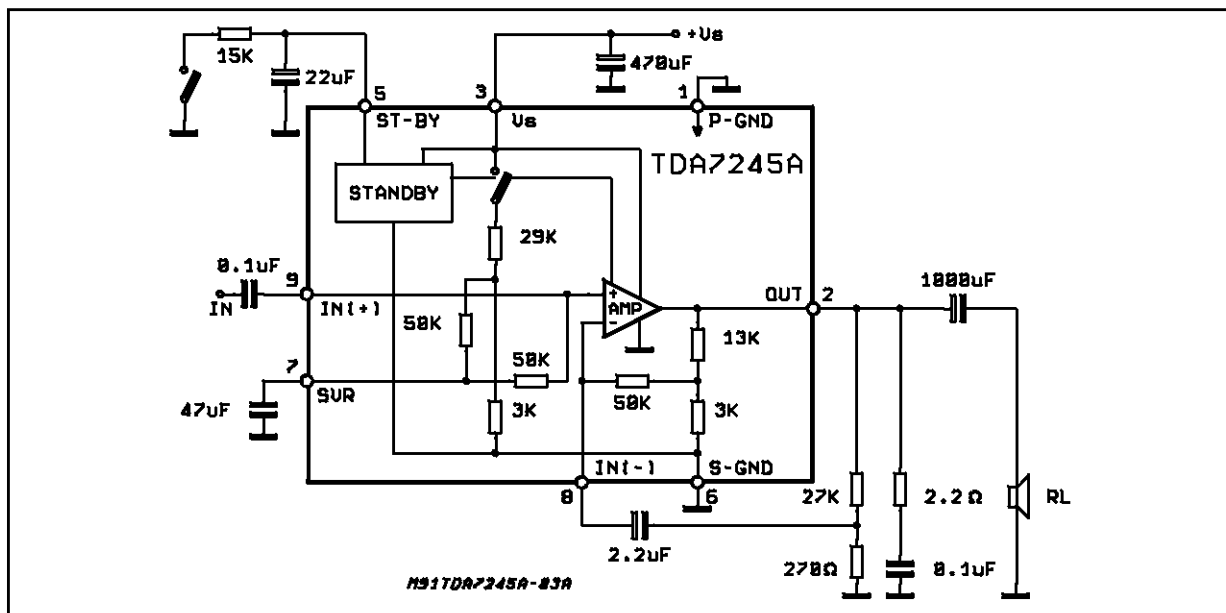 +Vs
15K
22uF
470uF
5
3
1
ST-BY
Vs
P-GND
TDA7245A
STANDBY
29K
0.1uF
9
IN
IN(+)
+
AMP
-
OUT
2
1000uF
50K
13K
50K
7
SVR
50K
47uF
3K
3K
IN(-)
S-GND
8
6
27K
2.2Ω
RL
2.2uF
270Ω
0.1uF
M91TDA7245A-03A